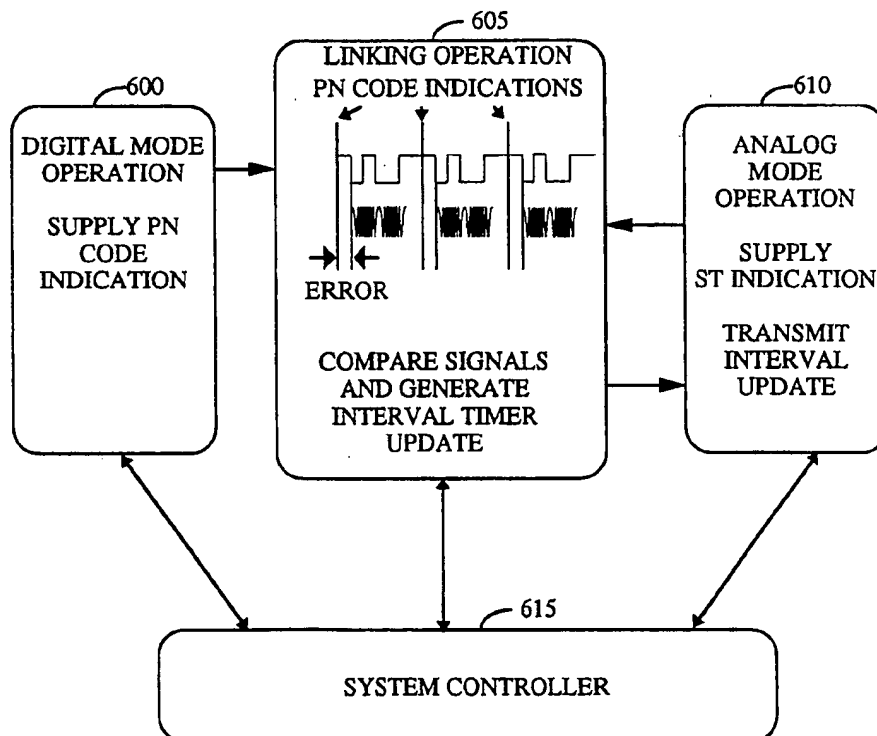 605
LINKING OPERATION
PN CODE INDICATIONS
ERROR
COMPARE SIGNALS
AND GENERATE
INTERVAL TIMER
UPDATE
600
DIGITAL MODE
OPERATION
SUPPLY PN
CODE
INDICATION
610
ANALOG
MODE
OPERATION
SUPPLY
ST INDICATION
TRANSMIT
INTERVAL
UPDATE
615
SYSTEM CONTROLLER